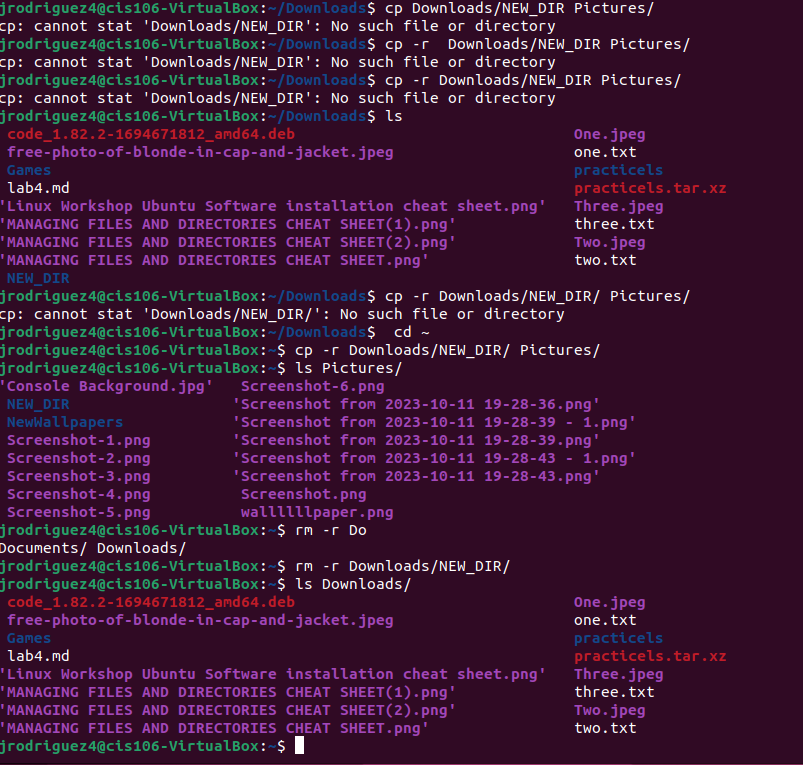 jrodriguez4@cis106-VirtualBox:~/Downloads$ cp Downloads/NEW_DIR Pictures/
cp: cannot stat 'Downloads/NEW_DIR': No such file or directory
jrodriguez4@cis106-VirtualBox:~/Downloads$ cp -r  Downloads/NEW_DIR Pictures/
cp: cannot stat 'Downloads/NEW_DIR': No such file or directory
jrodriguez4@cis106-VirtualBox:~/Downloads$ cp -r Downloads/NEW_DIR Pictures/
cp: cannot stat 'Downloads/NEW_DIR': No such file or directory
jrodriguez4@cis106-VirtualBox:~/Downloads$ ls
code_1.82.2-1694671812_amd64.deb One.jpeg
free-photo-of-blonde-in-cap-and-jacket.jpeg one.txt
Games practicels
lab4.md practicels.tar.xz
'Linux Workshop Ubuntu Software installation cheat sheet.png' Three.jpeg
'MANAGING FILES AND DIRECTORIES CHEAT SHEET(1).png' three.txt
'MANAGING FILES AND DIRECTORIES CHEAT SHEET(2).png' Two.jpeg
'MANAGING FILES AND DIRECTORIES CHEAT SHEET.png' two.txt
NEW_DIR
jrodriguez4@cis106-VirtualBox:~/Downloads$ cp -r Downloads/NEW_DIR/ Pictures/
cp: cannot stat 'Downloads/NEW_DIR/': No such file or directory
jrodriguez4@cis106-VirtualBox:~/Downloads$  cd ~
jrodriguez4@cis106-VirtualBox:~$ cp -r Downloads/NEW_DIR/ Pictures/
jrodriguez4@cis106-VirtualBox:~$ ls Pictures/
'Console Background.jpg' Screenshot-6.png
NEW_DIR 'Screenshot from 2023-10-11 19-28-36.png'
NewWallpapers 'Screenshot from 2023-10-11 19-28-39 - 1.png'
Screenshot-1.png 'Screenshot from 2023-10-11 19-28-39.png'
Screenshot-2.png 'Screenshot from 2023-10-11 19-28-43 - 1.png'
Screenshot-3.png 'Screenshot from 2023-10-11 19-28-43.png'
Screenshot-4.png Screenshot.png
Screenshot-5.png wallllllpaper.png
jrodriguez4@cis106-VirtualBox:~$ rm -r Do
Documents/ Downloads/
jrodriguez4@cis106-VirtualBox:~$ rm -r Downloads/NEW_DIR/
jrodriguez4@cis106-VirtualBox:~$ ls Downloads/
code_1.82.2-1694671812_amd64.deb One.jpeg
free-photo-of-blonde-in-cap-and-jacket.jpeg one.txt
Games practicels
lab4.md practicels.tar.xz
'Linux Workshop Ubuntu Software installation cheat sheet.png' Three.jpeg
'MANAGING FILES AND DIRECTORIES CHEAT SHEET(1).png' three.txt
'MANAGING FILES AND DIRECTORIES CHEAT SHEET(2).png' Two.jpeg
'MANAGING FILES AND DIRECTORIES CHEAT SHEET.png' two.txt
jrodriguez4@cis106-VirtualBox:~$